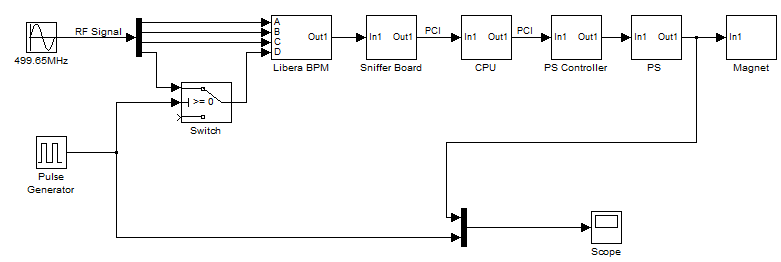 RF Signal
499.65MHz
A
B
C
D
Out1
Libera BPM
In1 Out1
Sniffer Board
PCI
In1 Out1
CPU
PCI
In1 Out1
PS Controller
In1 Out1
PS
In1
Magnet
>= 0
Switch
Pulse
Generator
Scope